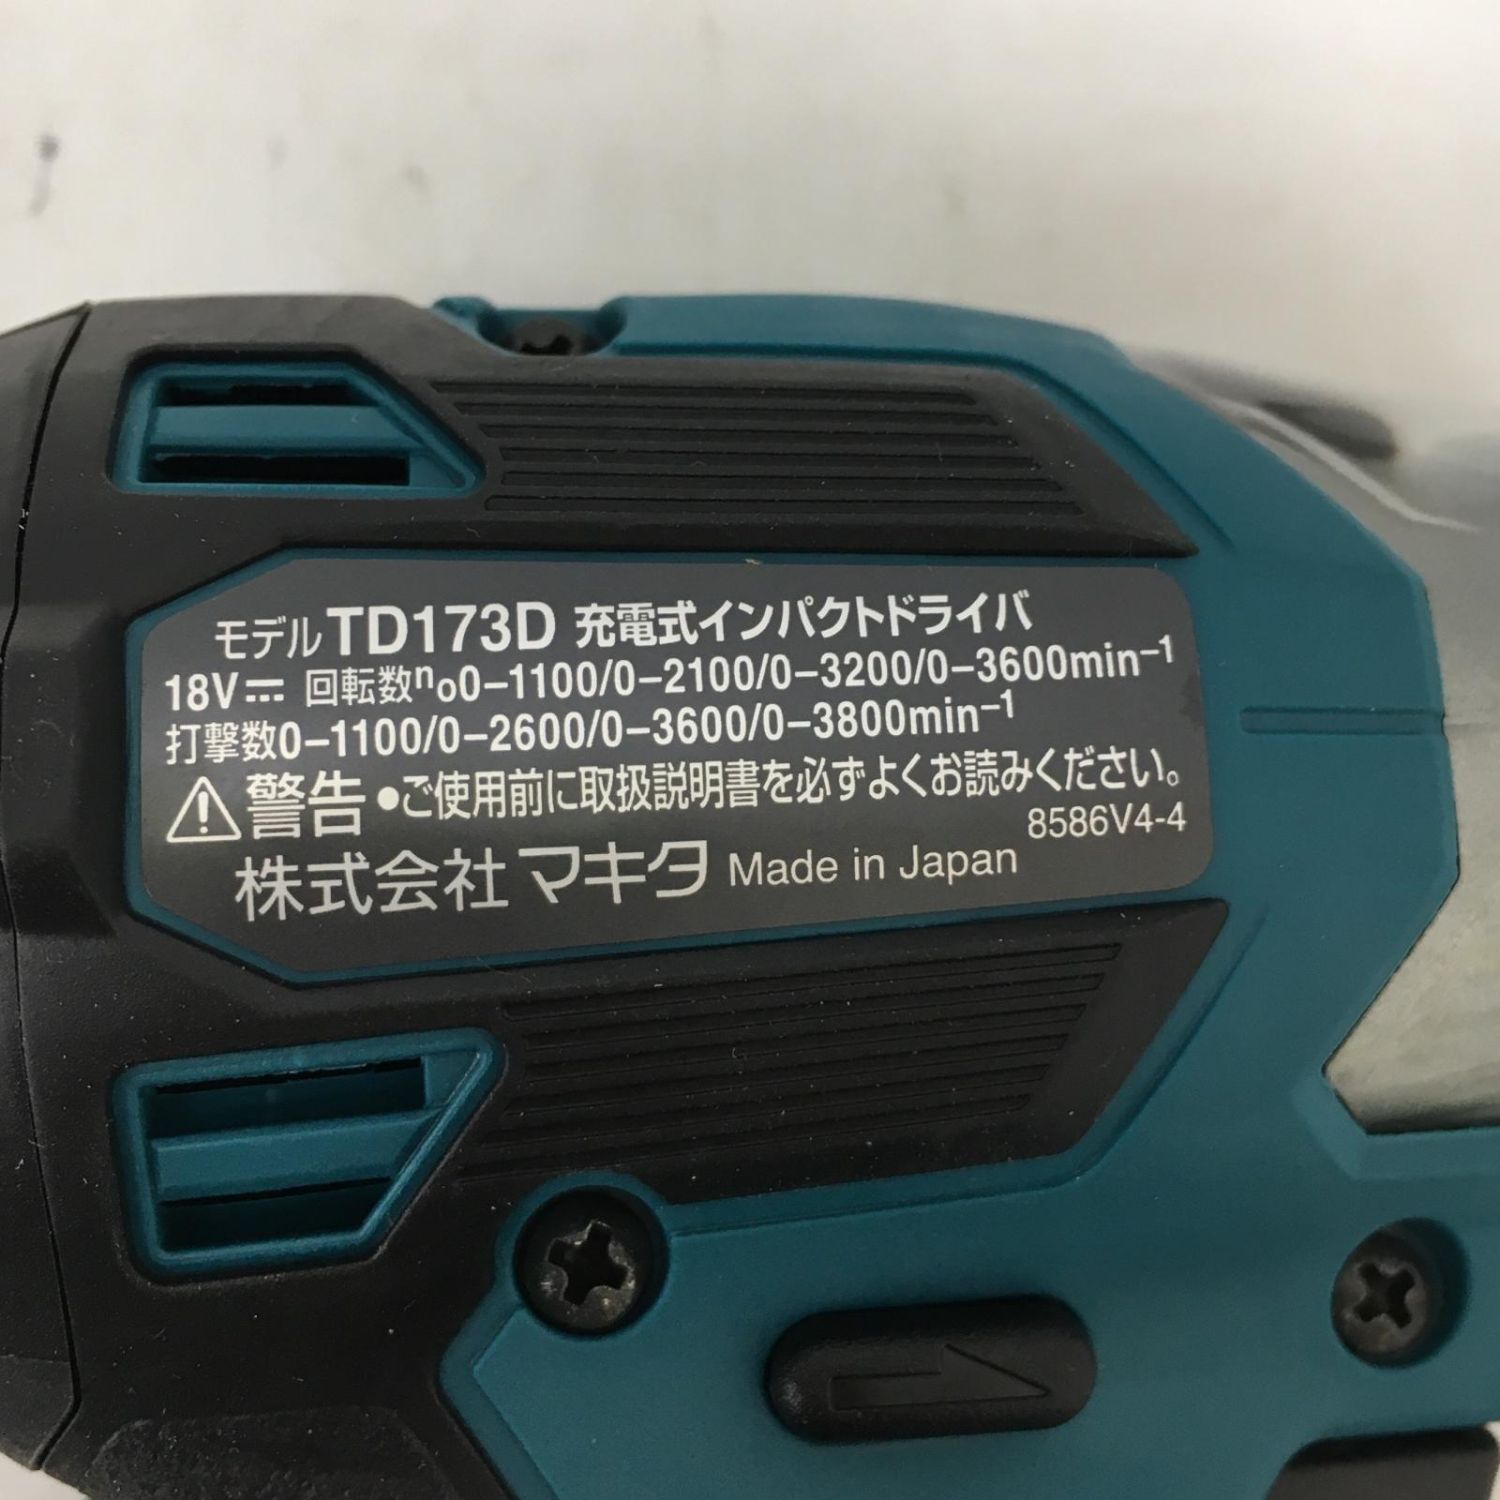 モデルTD173D 充電式インパクトドライバ
18V⎓ 回転数n₀0−1100/0−2100/0−3200/0−3600min⁻¹
打撃数0−1100/0−2600/0−3600/0−3800min⁻¹
⚠警告 ●ご使用前に取扱説明書を必ずよくお読みください。
8586V4-4
株式会社マキタ Made in Japan